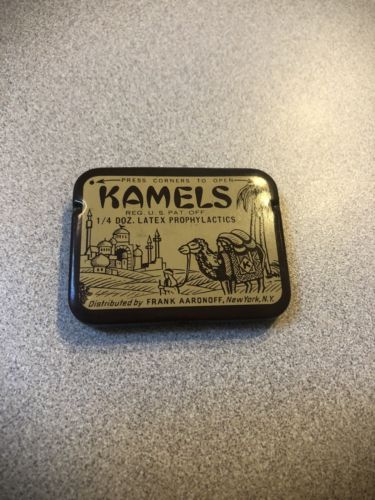 PRESS CORNERS TO OPEN
KAMELS
REG. U.S. PAT. OFF
1/4 DOZ. LATEX PROPHYLACTICS
Distributed by FRANK AARONOFF, New York, N.Y.